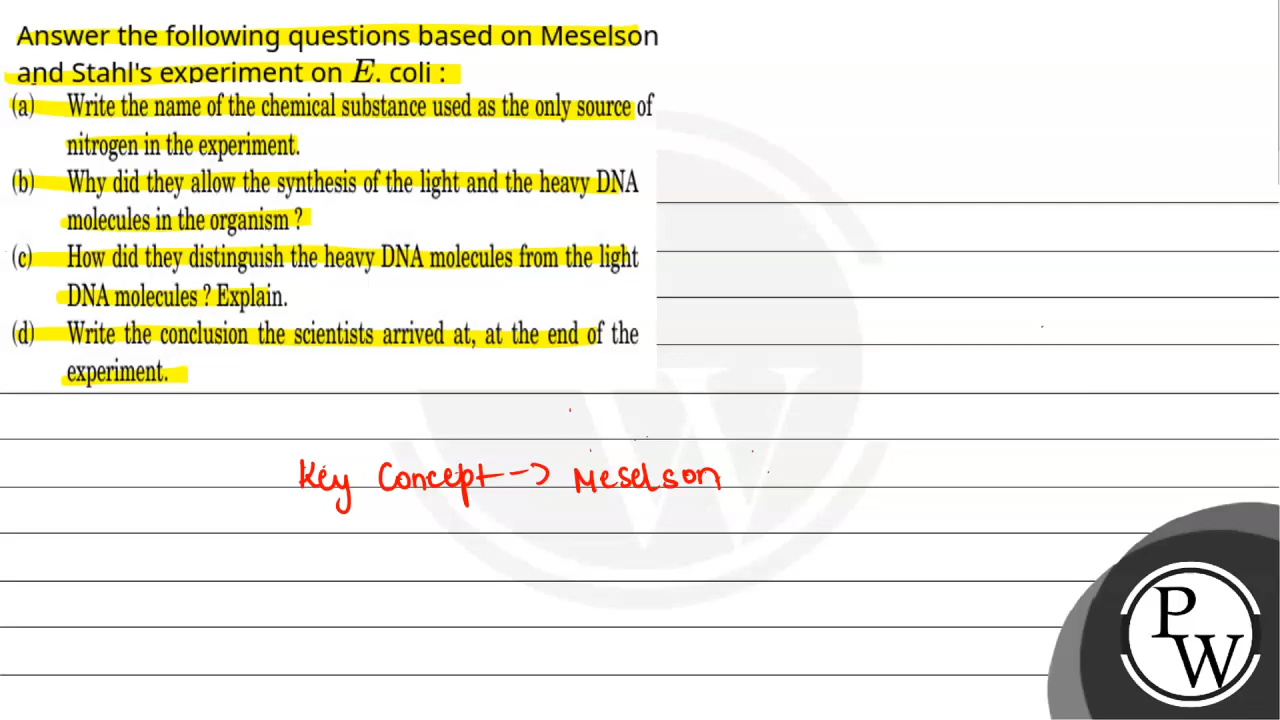 Answer the following questions based on Meselson
and Stahl's experiment on E. coli :
(a) Write the name of the chemical substance used as the only source of
nitrogen in the experiment.
(b) Why did they allow the synthesis of the light and the heavy DNA
molecules in the organism ?
(c) How did they distinguish the heavy DNA molecules from the light
DNA molecules ? Explain.
(d) Write the conclusion the scientists arrived at, at the end of the
experiment.
Key Concept --> Meselson
P
W